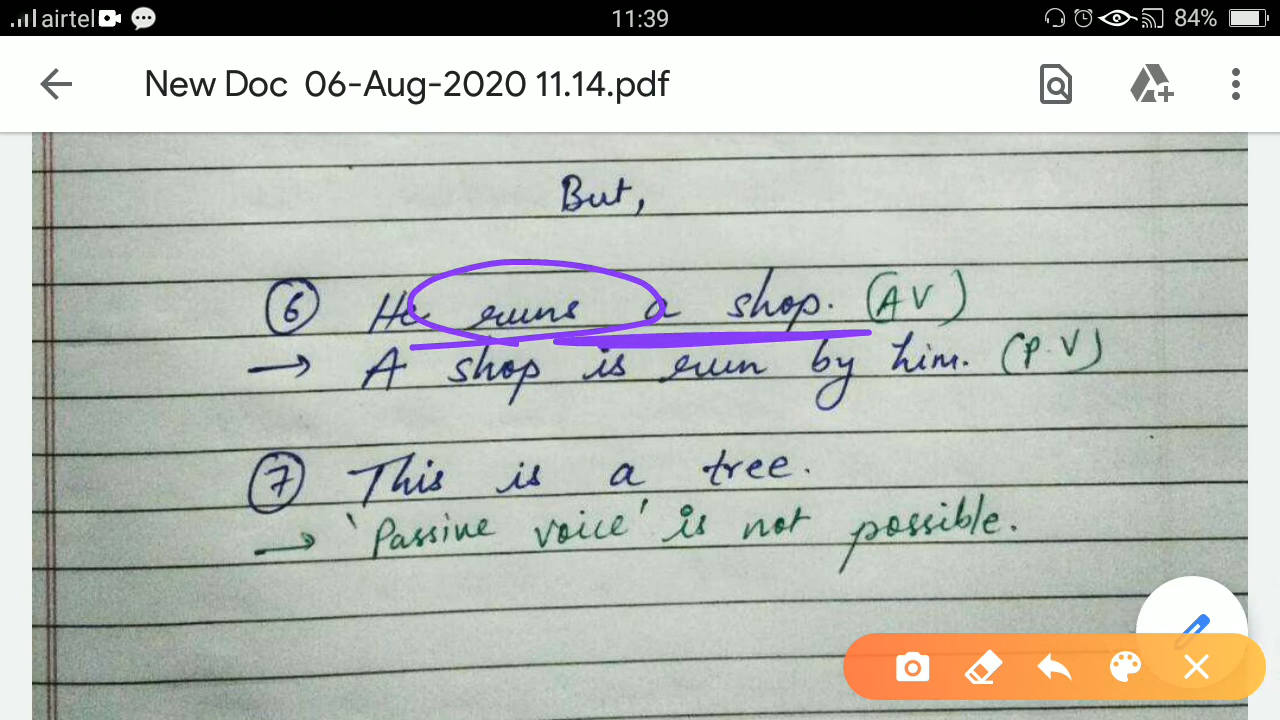 airtel 11:39 84%
New Doc 06-Aug-2020 11.14.pdf
But,
6 He runs a shop. (AV)
→ A shop is run by him. (P.V)
7 This is a tree.
→ 'Passive voice' is not possible.